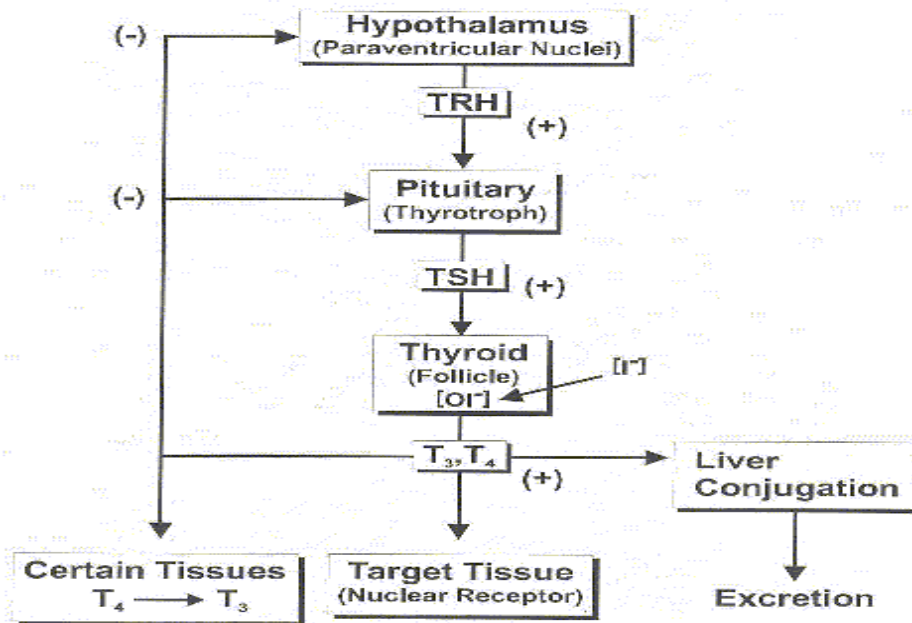 (-)
Hypothalamus
(Paraventricular Nuclei)
TRH
(+)
(-)
Pituitary
(Thyrotroph)
TSH
(+)
Thyroid
(Follicle)
[OI⁻]
[I⁻]
T₃, T₄
(+)
Liver
Conjugation
Certain Tissues
T₄ ⟶ T₃
Target Tissue
(Nuclear Receptor)
Excretion